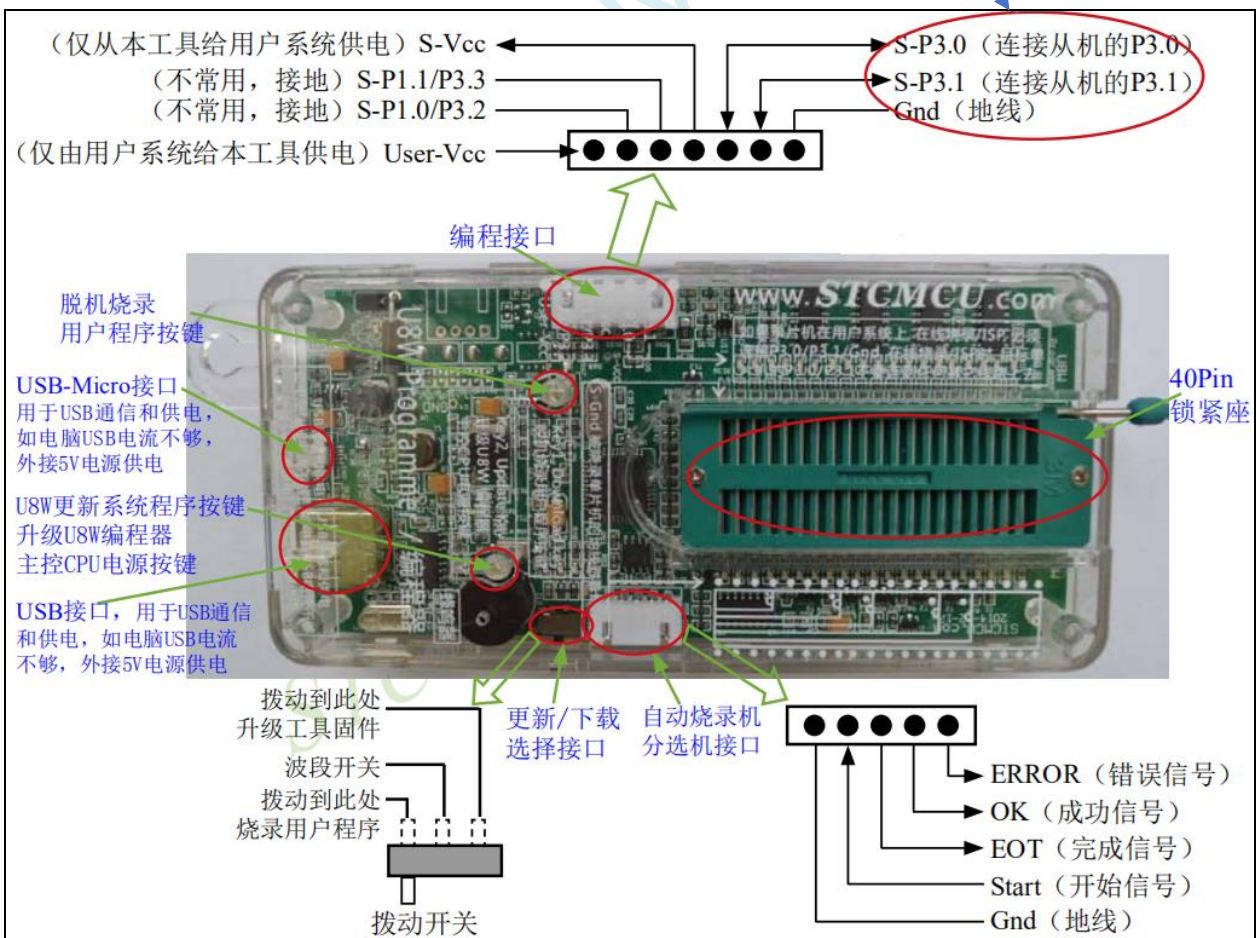 (仅从本工具给用户系统供电) S-Vcc
(不常用，接地) S-P1.1/P3.3
(不常用，接地) S-P1.0/P3.2
(仅由用户系统给本工具供电) User-Vcc
S-P3.0 (连接从机的P3.0)
S-P3.1 (连接从机的P3.1)
Gnd (地线)
编程接口
脱机烧录
用户程序按键
USB-Micro接口
用于USB通信和供电，
如电脑USB电流不够，
外接5V电源供电
U8W更新系统程序按键
升级U8W编程器
主控CPU电源按键
USB接口，用于USB通信
和供电，如电脑USB电流
不够，外接5V电源供电
www.STCMCU.com
U8W Programmer/编程器
S-Gnd
40Pin
锁紧座
拨动到此处
升级工具固件
波段开关
拨动到此处
烧录用户程序
拨动开关
更新/下载
选择接口
自动烧录机
分选机接口
ERROR (错误信号)
OK (成功信号)
EOT (完成信号)
Start (开始信号)
Gnd (地线)